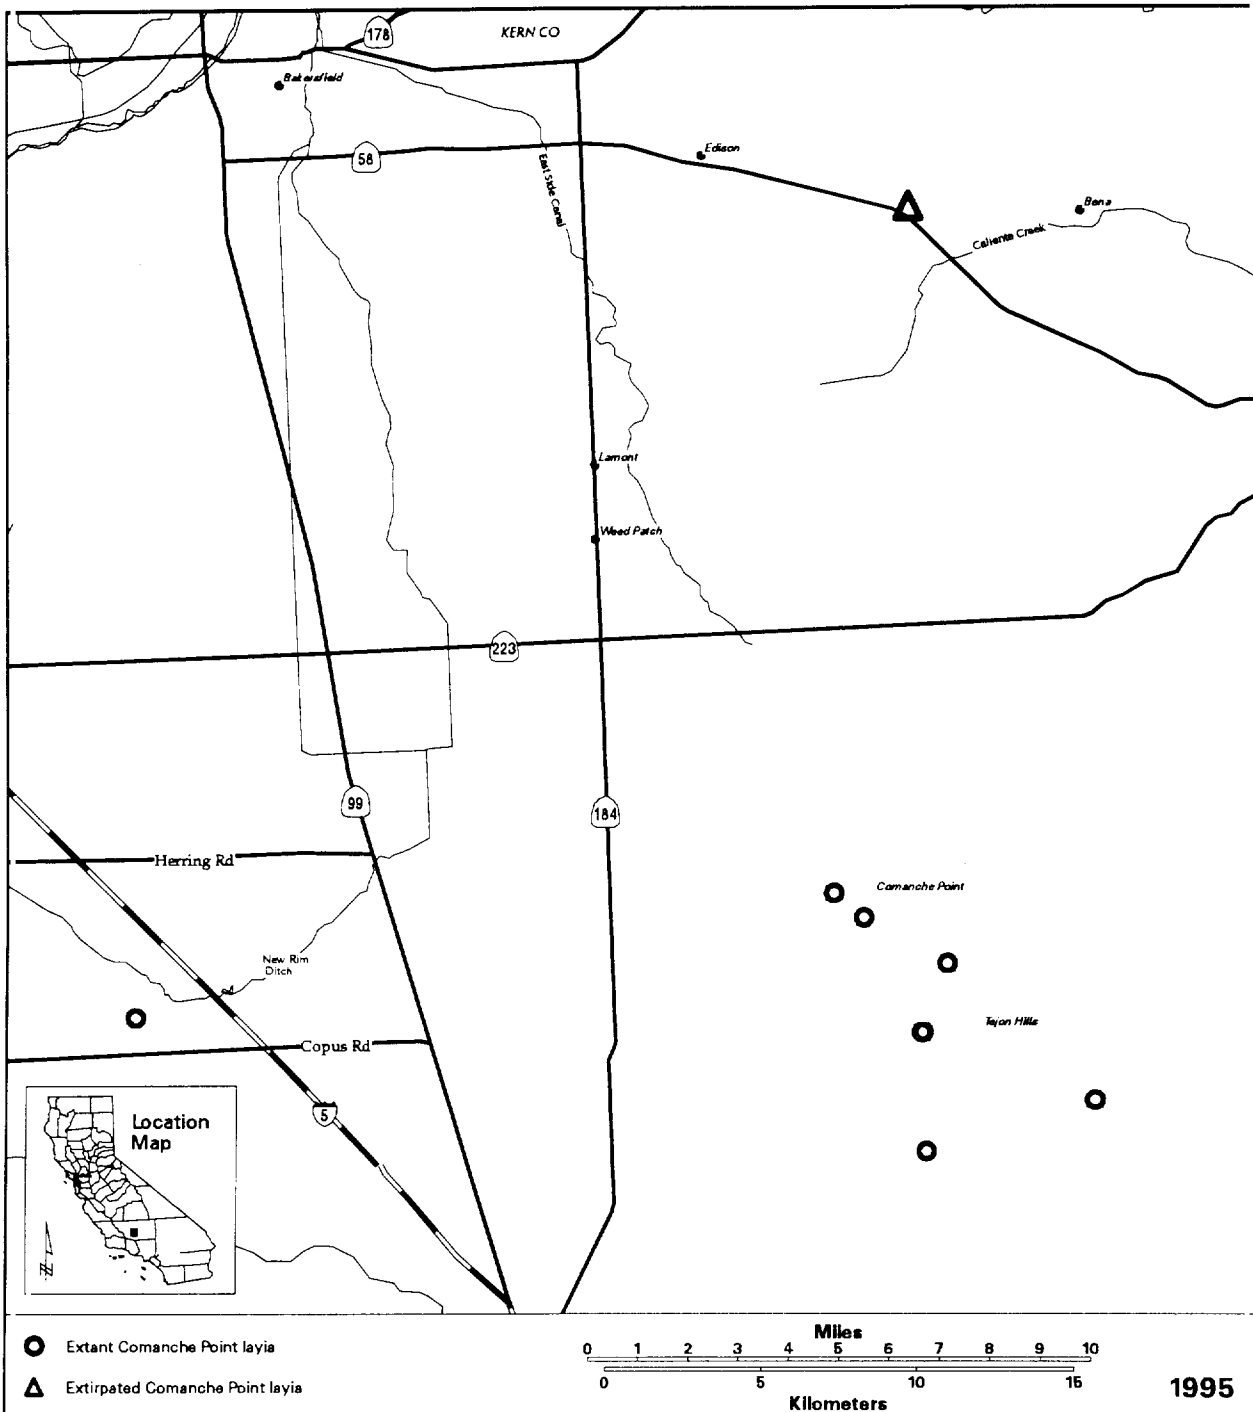 178
KERN CO
Bakersfield
58
Edison
East Side Canal
Bena
Caliente Creek
Lamont
Weed Patch
223
99
184
Herring Rd
Comanche Point
New Rim
Ditch
Tejon Hills
Copus Rd
5
Location
Map
N
Extant Comanche Point layia
Extirpated Comanche Point layia
Miles
0 1 2 3 4 5 6 7 8 9 10
0 5 10 15
Kilometers
1995